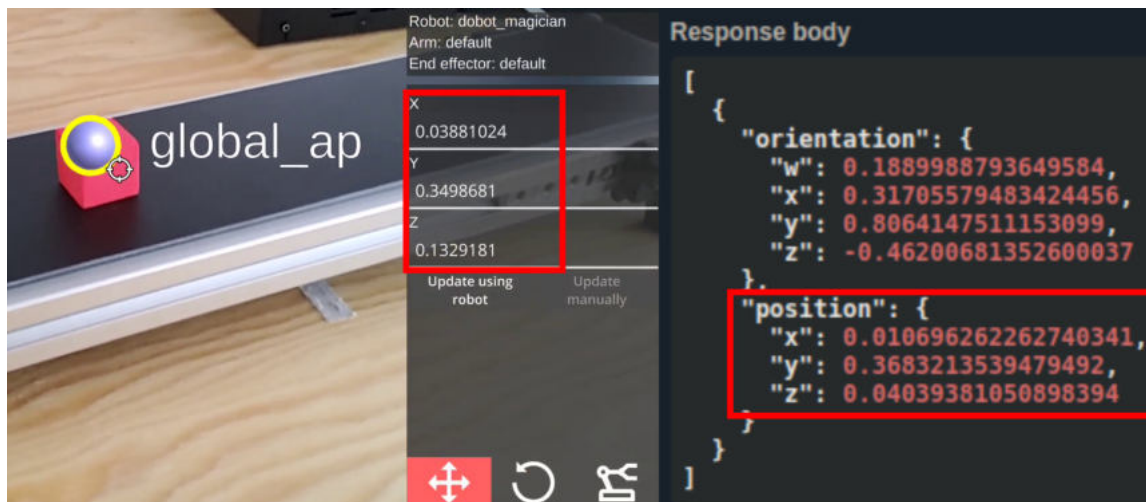 global_ap
Robot: dobot_magician
Arm: default
End effector: default
X
0.03881024
Y
0.3498681
Z
0.1329181
Update using
robot
Update
manually
Response body
[
{
"orientation": {
"w": 0.1889988793649584,
"x": 0.31705579483424456,
"y": 0.8064147511153099,
"z": -0.462006813526000037
},
"position": {
"x": 0.010696262262740341,
"y": 0.3683213539479492,
"z": 0.04039381050898394
}
}
]